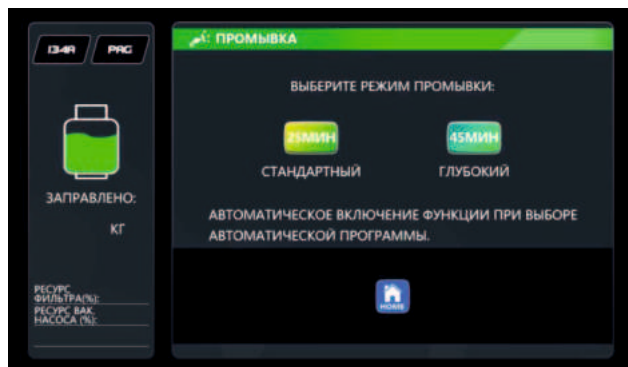 134A PAG
ПРОМЫВКА
ВЫБЕРИТЕ РЕЖИМ ПРОМЫВКИ:
25МИН 45МИН
СТАНДАРТНЫЙ ГЛУБОКИЙ
ЗАПРАВЛЕНО:
КГ
АВТОМАТИЧЕСКОЕ ВКЛЮЧЕНИЕ ФУНКЦИИ ПРИ ВЫБОРЕ
АВТОМАТИЧЕСКОЙ ПРОГРАММЫ.
РЕСУРС
ФИЛЬТРА(%):
РЕСУРС ВАК.
НАСОСА (%):
HOME